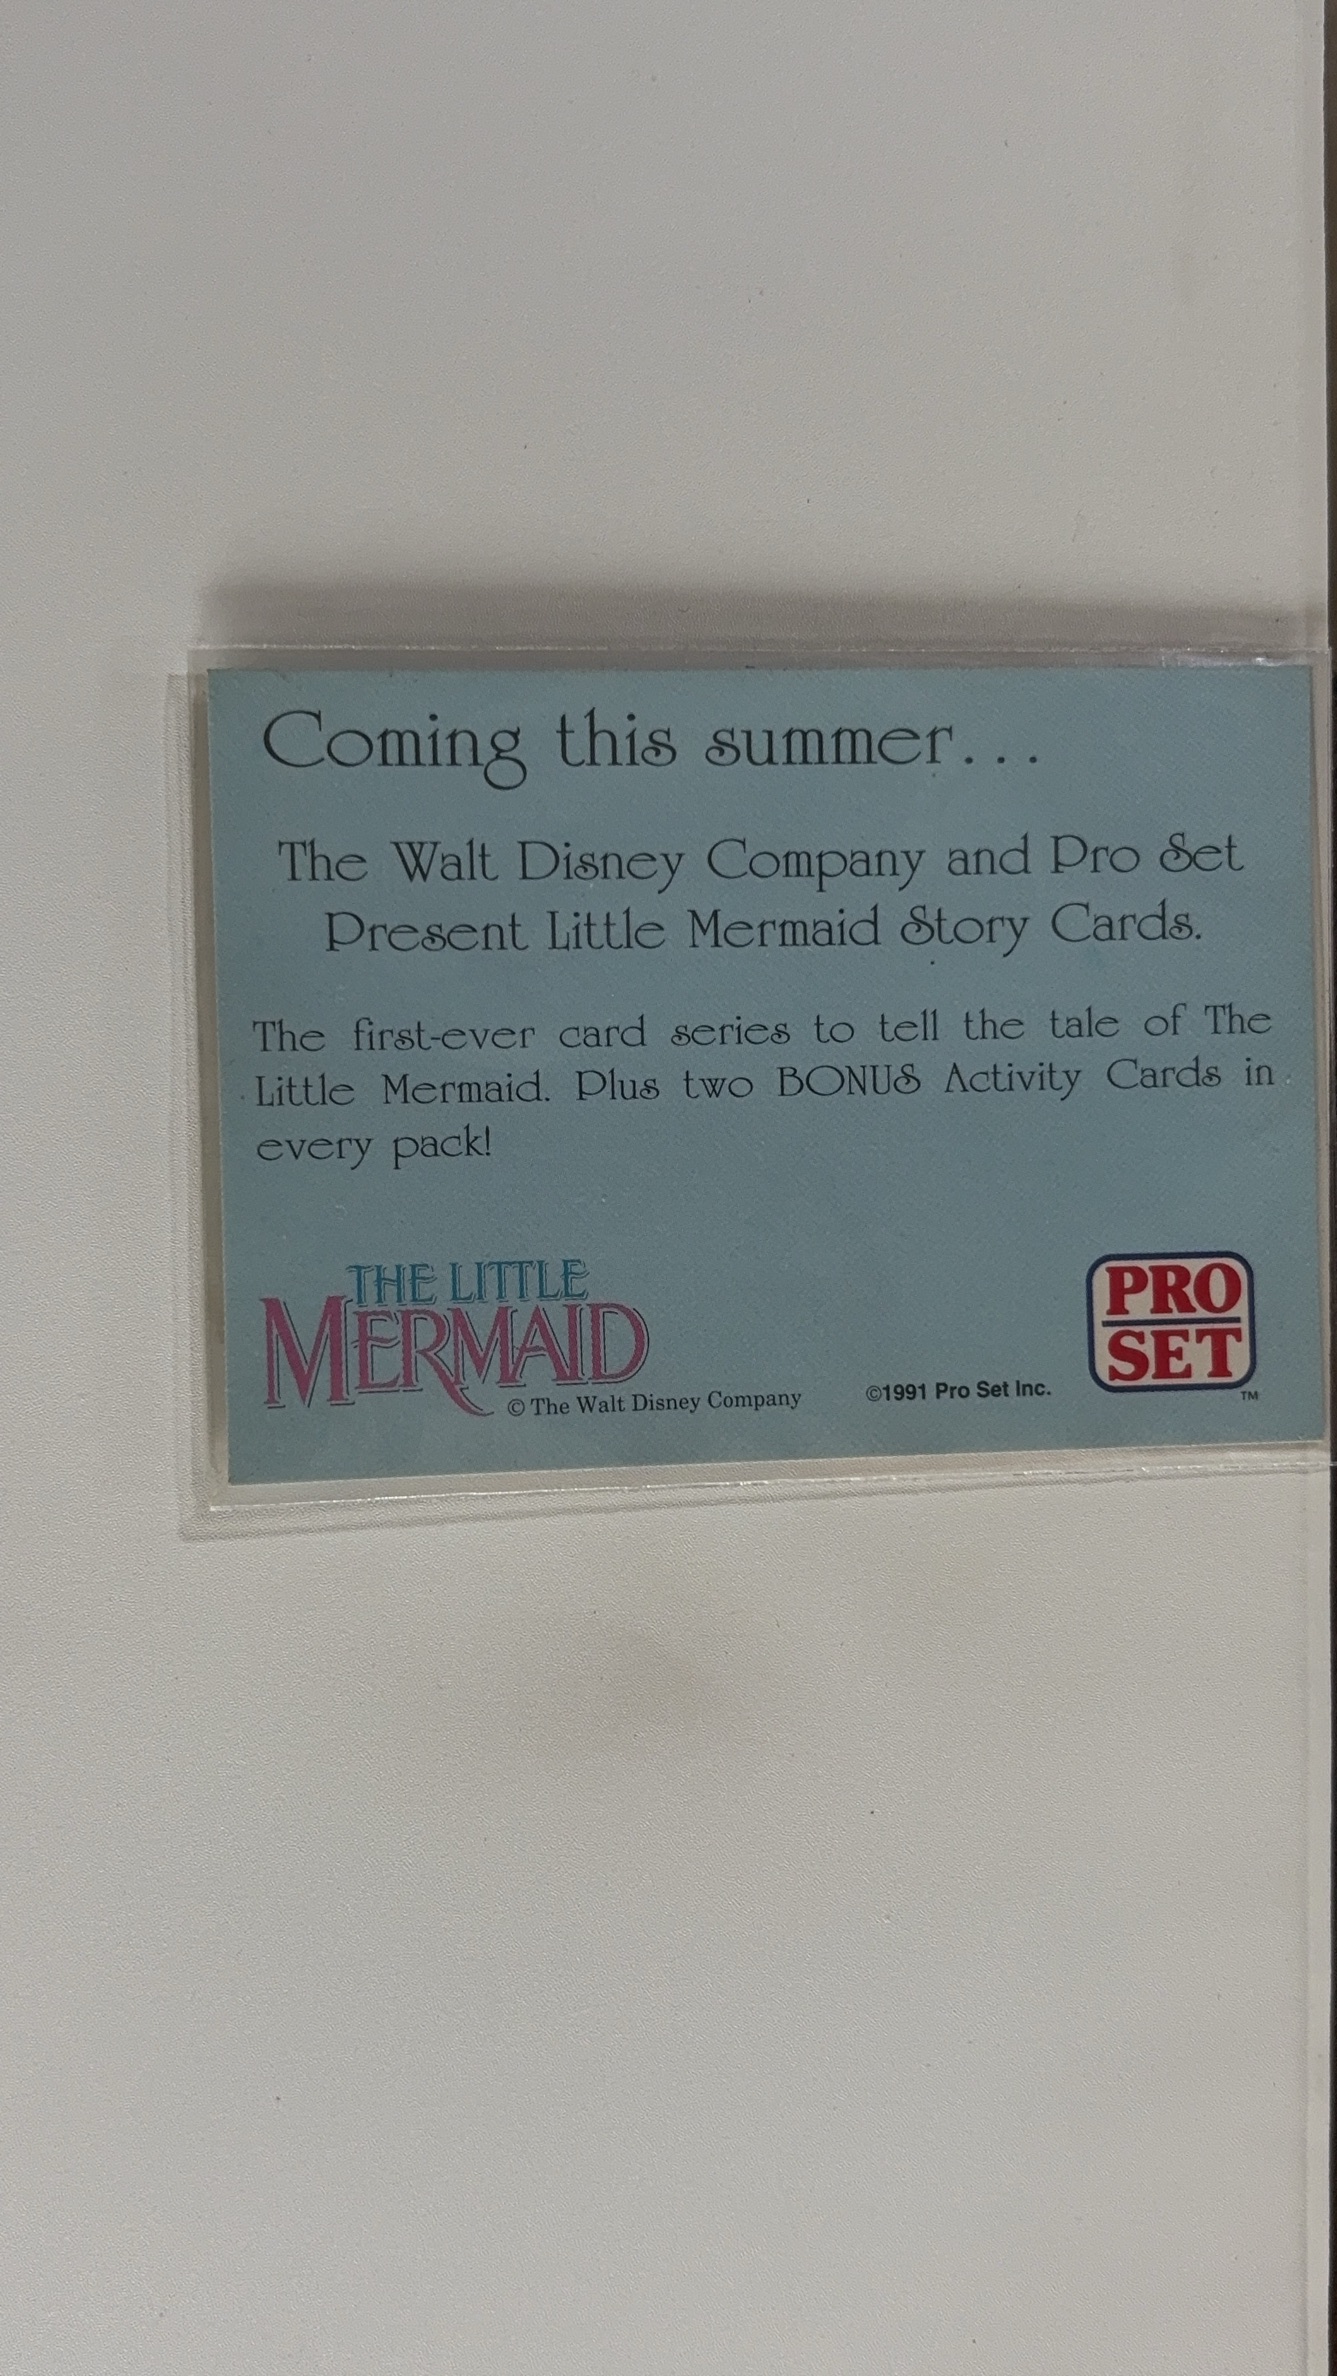 Coming this summer...
The Walt Disney Company and Pro Set
Present Little Mermaid Story Cards.
The first-ever card series to tell the tale of The
Little Mermaid. Plus two BONUS Activity Cards in
every pack!
THE LITTLE
MERMAID
© The Walt Disney Company
©1991 Pro Set Inc.
PRO
SET
TM